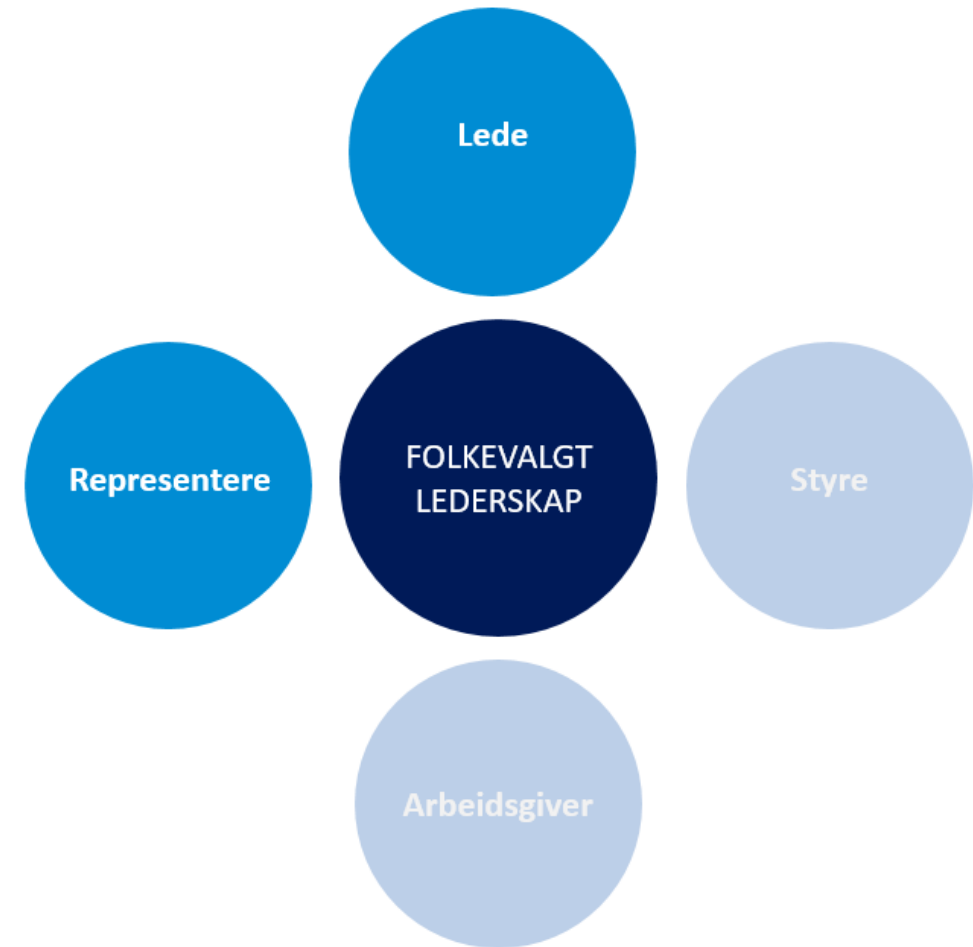 Lede
Representere
FOLKEVALGT
LEDERSKAP
Styre
Arbeidsgiver